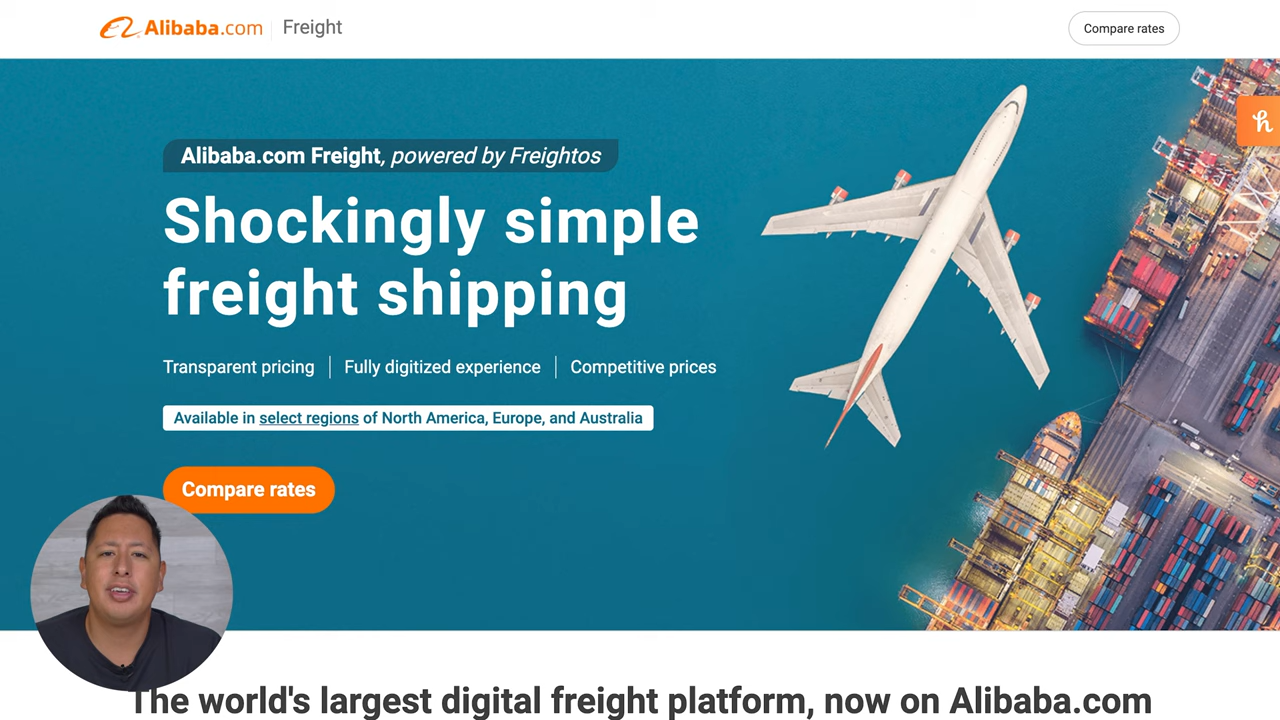 Alibaba.com Freight
Compare rates
Alibaba.com Freight, powered by Freightos
Shockingly simple
freight shipping
Transparent pricing | Fully digitized experience | Competitive prices
Available in select regions of North America, Europe, and Australia
Compare rates
The world's largest digital freight platform, now on Alibaba.com